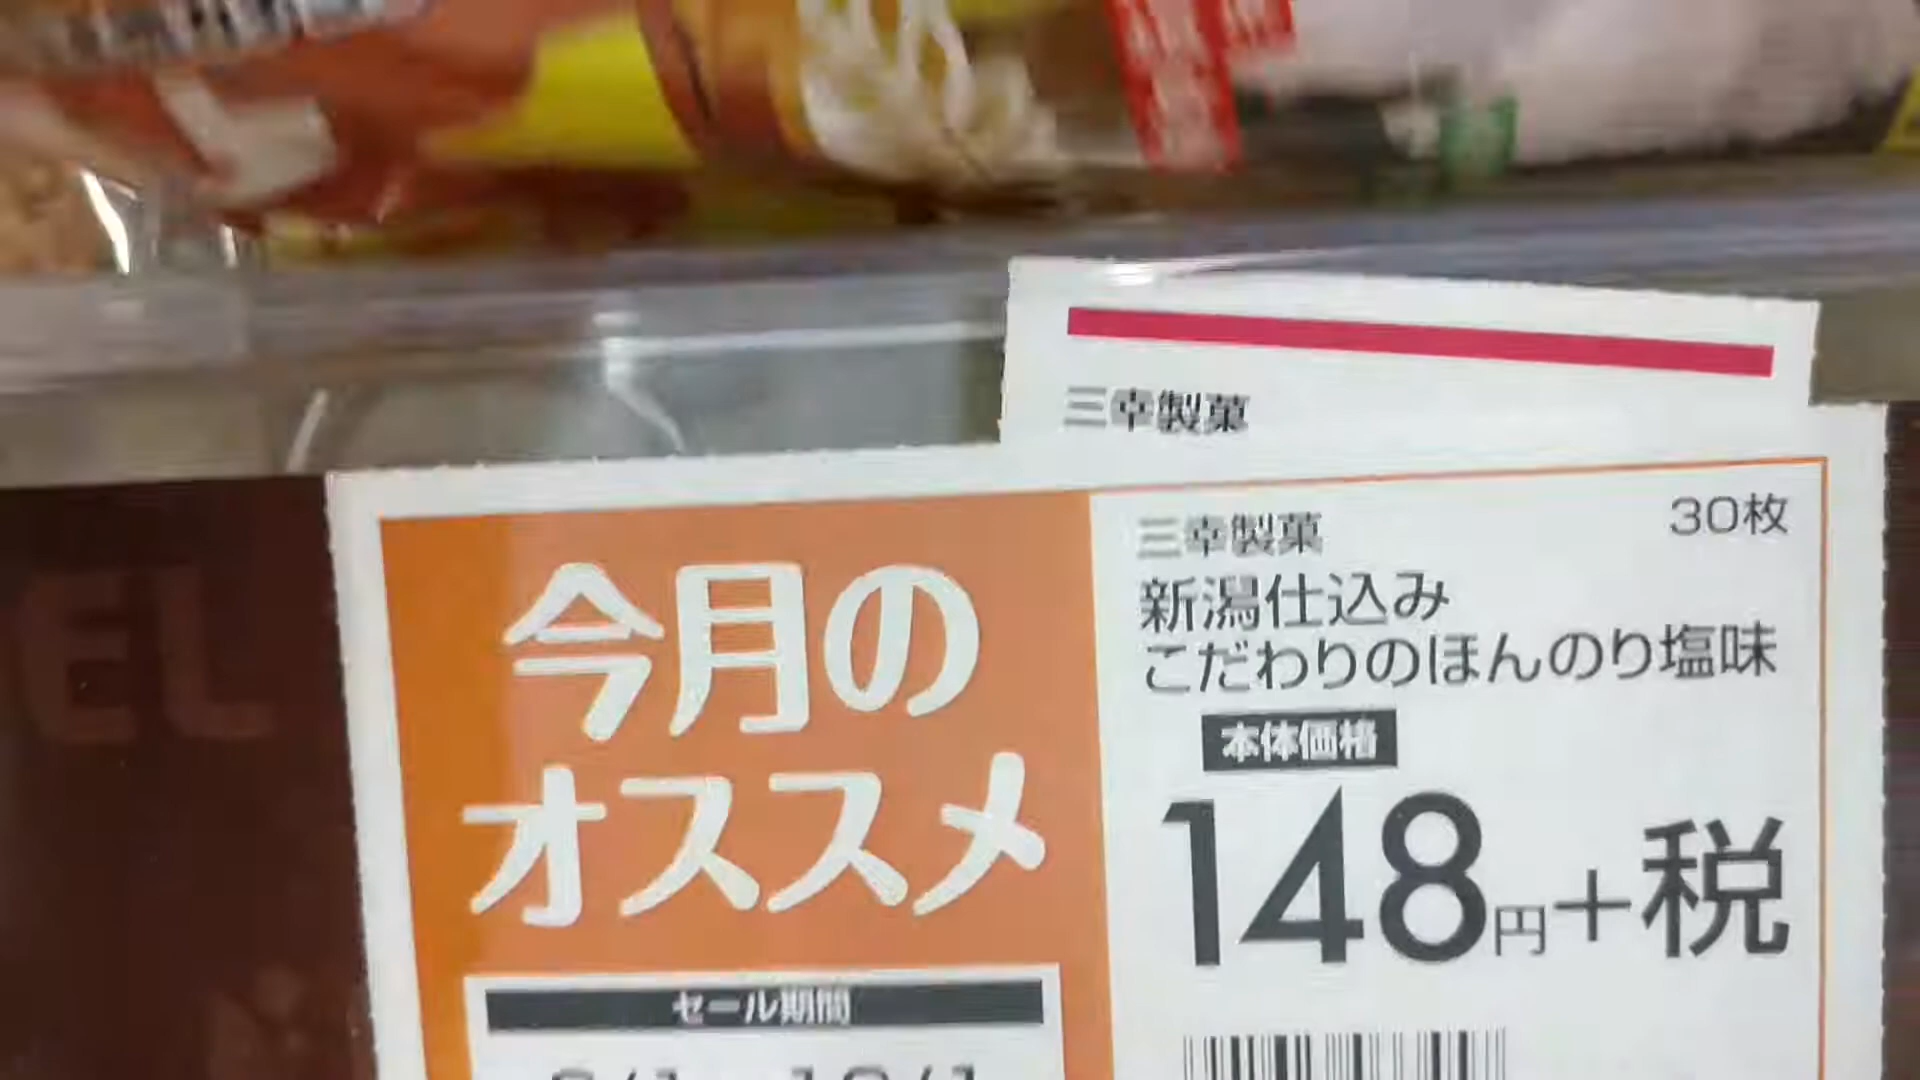 三幸製菓
今月の
オススメ
セール期間
三幸製菓
30枚
新潟仕込み
こだわりのほんのり塩味
本体価格
148円+税